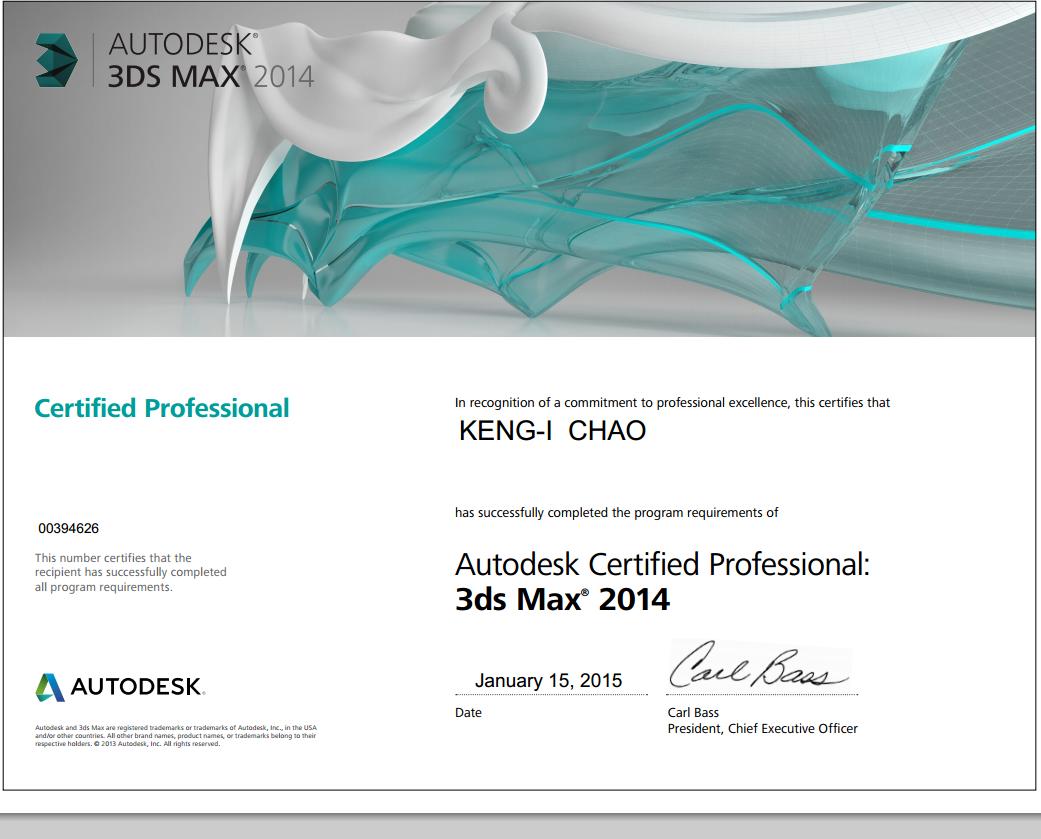 AUTODESK®
3DS MAX® 2014
Certified Professional
00394626
This number certifies that the
recipient has successfully completed
all program requirements.
AUTODESK.
Autodesk and 3ds Max are registered trademarks or trademarks of Autodesk, Inc., in the USA
and/or other countries. All other brand names, product names, or trademarks belong to their
respective holders. © 2013 Autodesk, Inc. All rights reserved.
In recognition of a commitment to professional excellence, this certifies that
KENG-I CHAO
has successfully completed the program requirements of
Autodesk Certified Professional:
3ds Max® 2014
January 15, 2015
Date
Carl Bass
Carl Bass
President, Chief Executive Officer